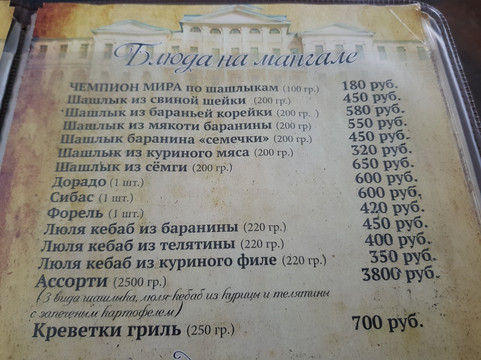 Блюда на мангале
ЧЕМПИОН МИРА по шашлыкам (100 гр.) 180 руб.
Шашлык из свиной шейки (200 гр.) 450 руб.
Шашлык из бараньей корейки (200 гр.) 580 руб.
Шашлык из мякоти баранины (200 гр) 550 руб.
Шашлык баранина «семечки» (200 гр.) 450 руб.
Шашлык из куриного мяса (200 гр.) 320 руб.
Шашлык из сёмги (200 гр.) 650 руб.
Дорадо (1 шт.) 600 руб.
Сибас (1 шт.) 600 руб.
Форель (1 шт.) 420 руб.
Люля кебаб из баранины (220 гр.) 450 руб.
Люля кебаб из телятины (220 гр.) 400 руб.
Люля кебаб из куриного филе (220 гр.) 350 руб.
Ассорти (2500 гр.) 3800 руб.
(3 вида шашлыка, люля-кебаб из курицы и телятины
с запеченым картофелем)
Креветки гриль (250 гр.) 700 руб.